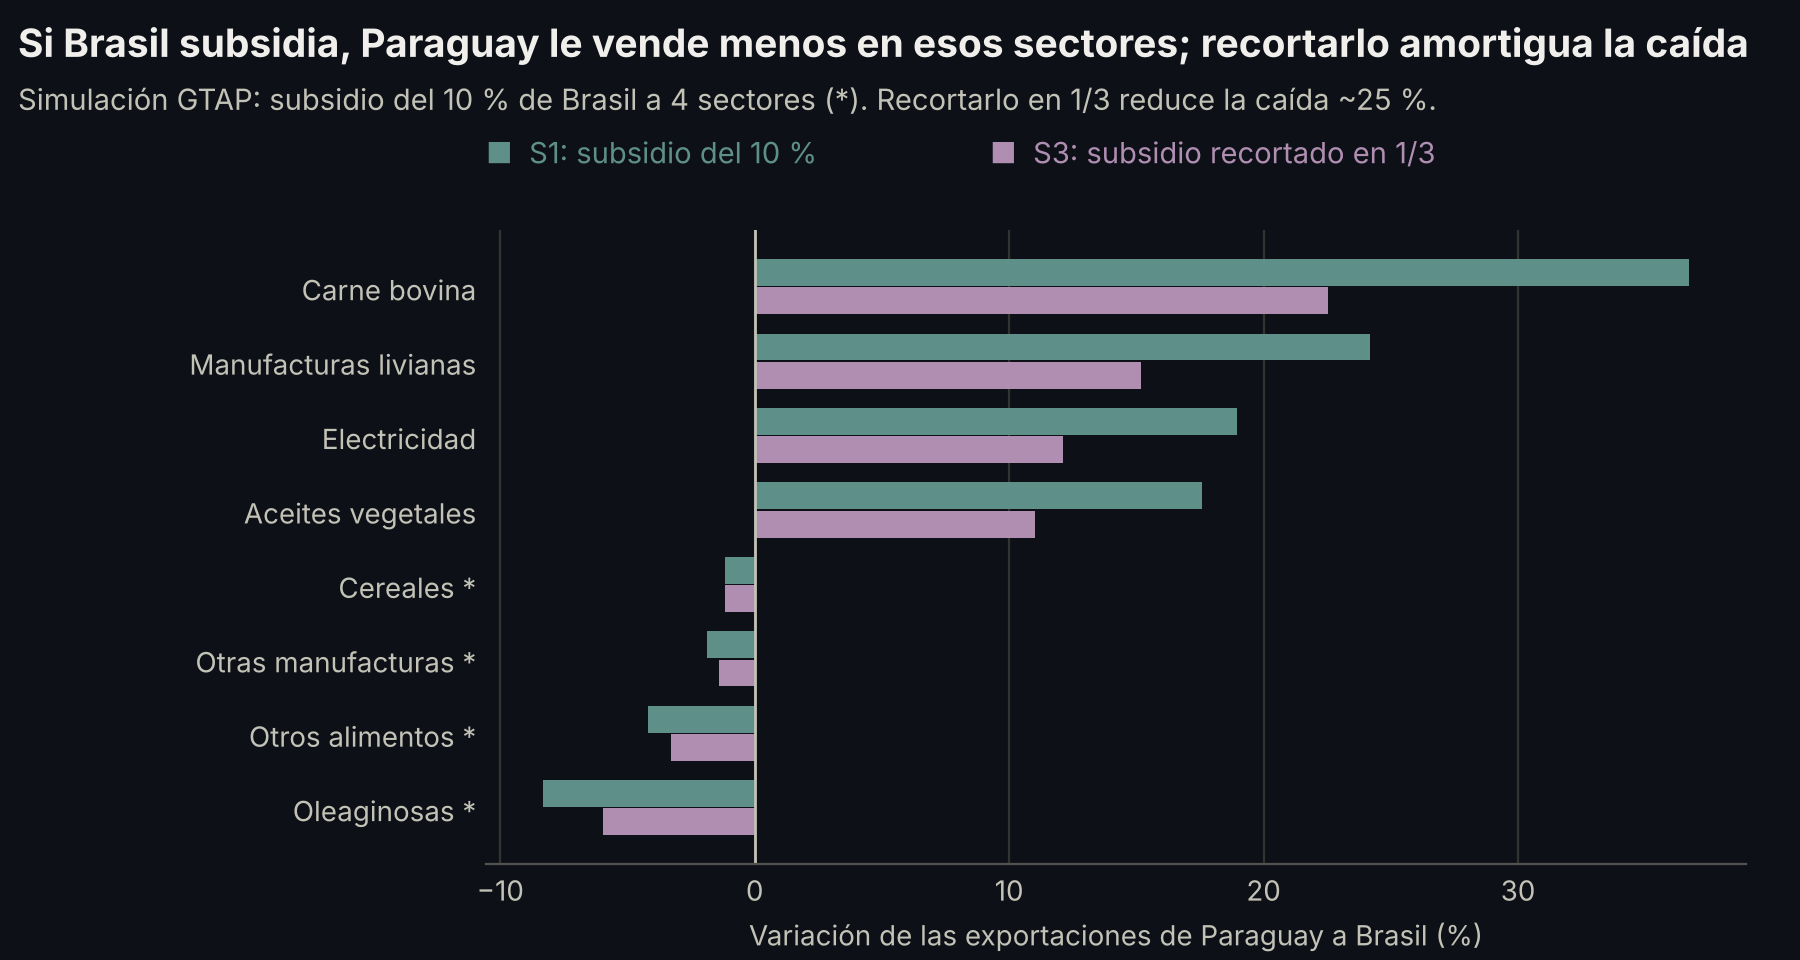 Si Brasil subsidia, Paraguay le vende menos en esos sectores; recortarlo amortigua la caída
Simulación GTAP: subsidio del 10 % de Brasil a 4 sectores (*). Recortarlo en 1/3 reduce la caída ~25 %.
S1: subsidio del 10 %
S3: subsidio recortado en 1/3
Carne bovina
Manufacturas livianas
Electricidad
Aceites vegetales
Cereales *
Otras manufacturas *
Otros alimentos *
Oleaginosas *
−10 0 10 20 30
Variación de las exportaciones de Paraguay a Brasil (%)